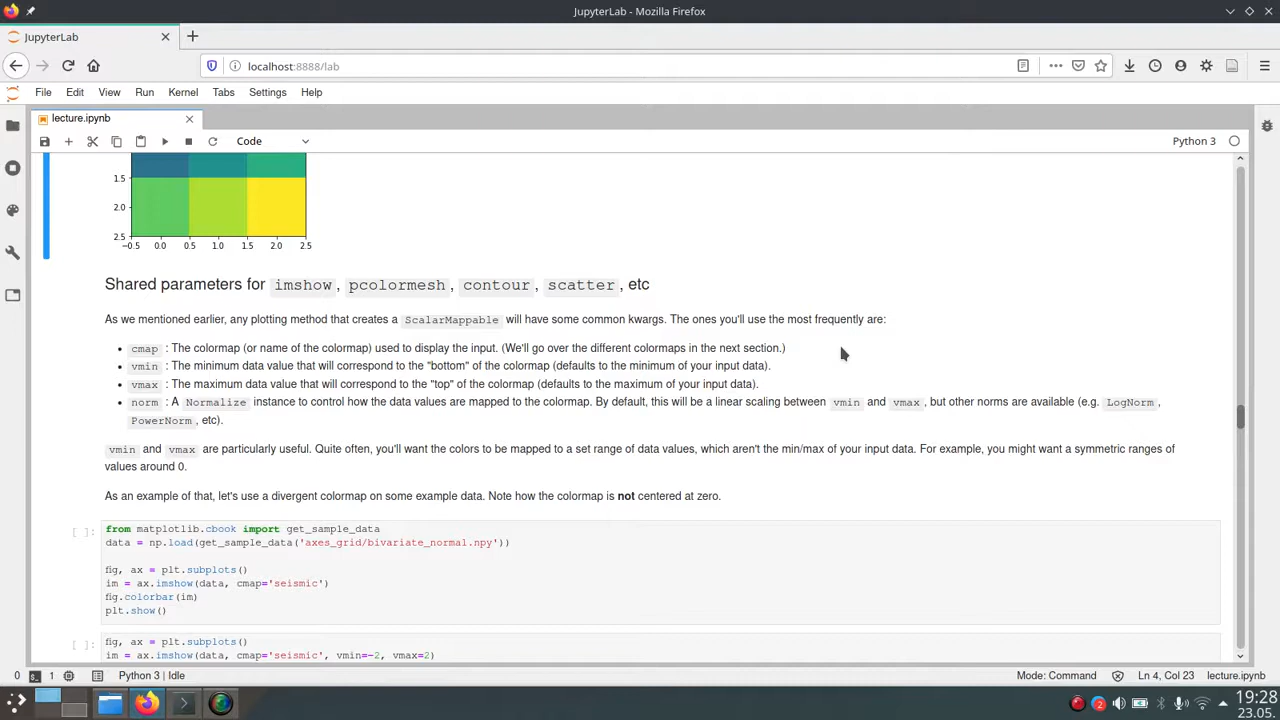 JupyterLab - Mozilla Firefox
JupyterLab
localhost:8888/lab
File Edit View Run Kernel Tabs Settings Help
lecture.ipynb
Code
Python 3
1.5
2.0
2.5
−0.5 0.0 0.5 1.0 1.5 2.0 2.5
Shared parameters for imshow, pcolormesh, contour, scatter, etc
As we mentioned earlier, any plotting method that creates a ScalarMappable will have some common kwargs. The ones you'll use the most frequently are:
• cmap : The colormap (or name of the colormap) used to display the input. (We'll go over the different colormaps in the next section.)
• vmin : The minimum data value that will correspond to the "bottom" of the colormap (defaults to the minimum of your input data).
• vmax : The maximum data value that will correspond to the "top" of the colormap (defaults to the maximum of your input data).
• norm : A Normalize instance to control how the data values are mapped to the colormap. By default, this will be a linear scaling between vmin and vmax, but other norms are available (e.g. LogNorm,
PowerNorm, etc).
vmin and vmax are particularly useful. Quite often, you'll want the colors to be mapped to a set range of data values, which aren't the min/max of your input data. For example, you might want a symmetric ranges of
values around 0.
As an example of that, let's use a divergent colormap on some example data. Note how the colormap is not centered at zero.
[ ]:
from matplotlib.cbook import get_sample_data
data = np.load(get_sample_data('axes_grid/bivariate_normal.npy'))
fig, ax = plt.subplots()
im = ax.imshow(data, cmap='seismic')
fig.colorbar(im)
plt.show()
[ ]:
fig, ax = plt.subplots()
im = ax.imshow(data, cmap='seismic', vmin=-2, vmax=2)
0 1 Python 3 | Idle Mode: Command Ln 4, Col 23 lecture.ipynb
2
19:28
23.05.